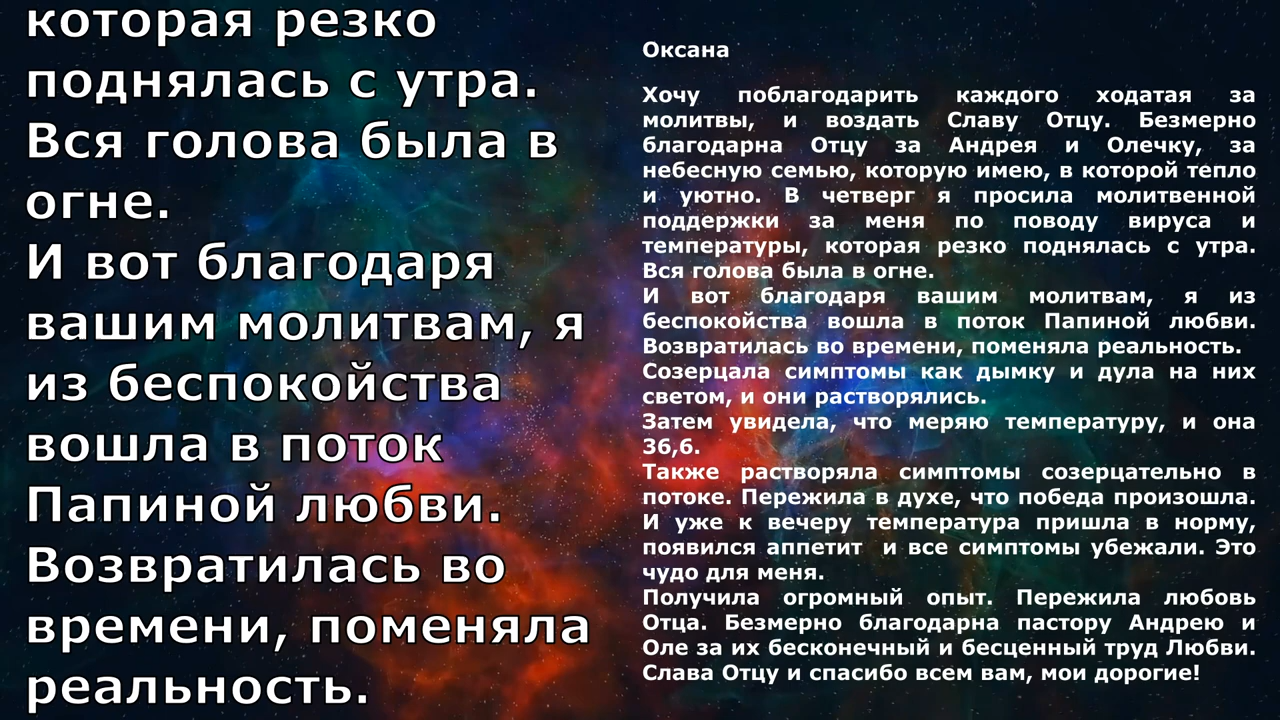 которая резко
поднялась с утра.
Вся голова была в
огне.
И вот благодаря
вашим молитвам, я
из беспокойства
вошла в поток
Папиной любви.
Возвратилась во
времени, поменяла
реальность.
Оксана
Хочу поблагодарить каждого ходатая за
молитвы, и воздать Славу Отцу. Безмерно
благодарна Отцу за Андрея и Олечку, за
небесную семью, которую имею, в которой тепло
и уютно. В четверг я просила молитвенной
поддержки за меня по поводу вируса и
температуры, которая резко поднялась с утра.
Вся голова была в огне.
И вот благодаря вашим молитвам, я из
беспокойства вошла в поток Папиной любви.
Возвратилась во времени, поменяла реальность.
Созерцала симптомы как дымку и дула на них
светом, и они растворялись.
Затем увидела, что меряю температуру, и она
36,6.
Также растворяла симптомы созерцательно в
потоке. Пережила в духе, что победа произошла.
И уже к вечеру температура пришла в норму,
появился аппетит и все симптомы убежали. Это
чудо для меня.
Получила огромный опыт. Пережила любовь
Отца. Безмерно благодарна пастору Андрею и
Оле за их бесконечный и бесценный труд Любви.
Слава Отцу и спасибо всем вам, мои дорогие!